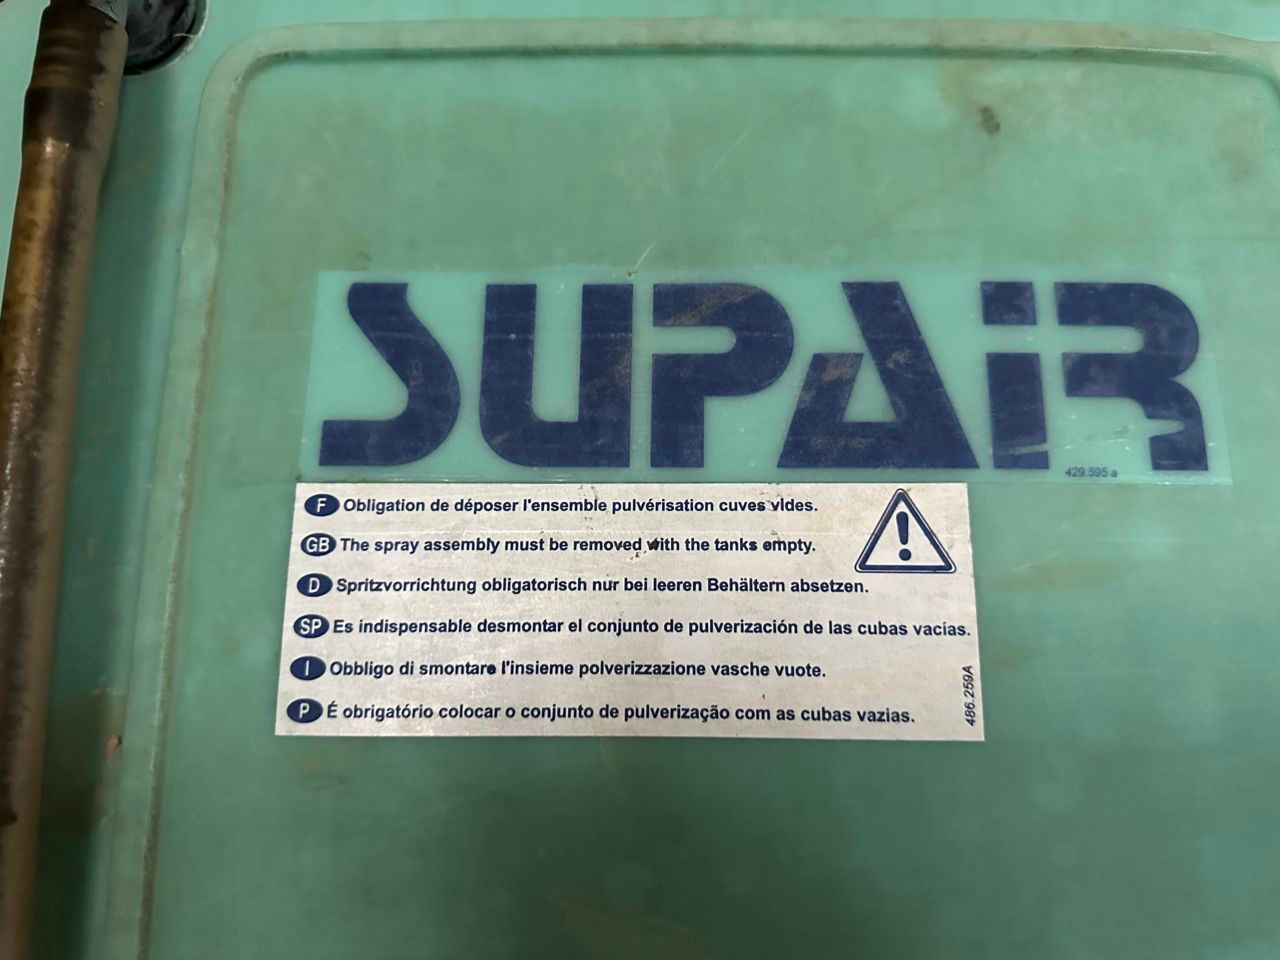 SUPAIR
429.595 a
F Obligation de déposer l'ensemble pulvérisation cuves vides.
GB The spray assembly must be removed with the tanks empty.
D Spritzvorrichtung obligatorisch nur bei leeren Behältern absetzen.
SP Es indispensable desmontar el conjunto de pulverización de las cubas vacías.
I Obbligo di smontare l'insieme polverizzazione vasche vuote.
P É obrigatório colocar o conjunto de pulverização com as cubas vazias.
486.259A